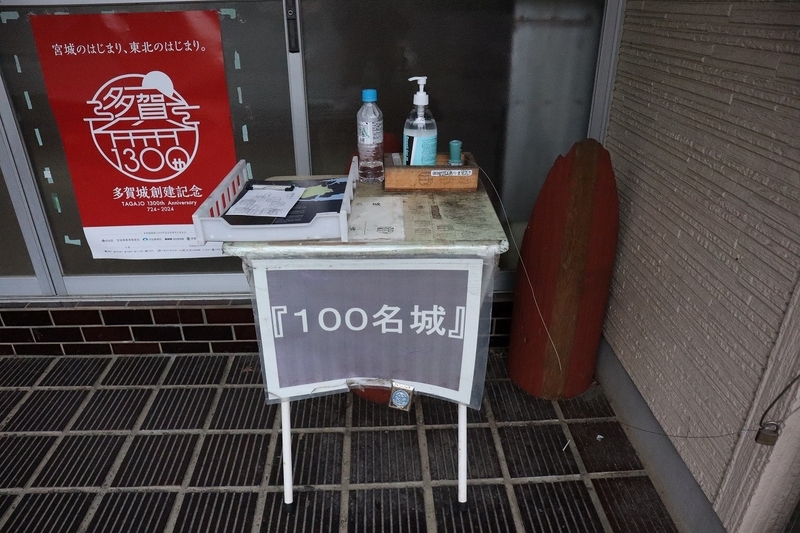 宮城のはじまり、東北のはじまり。
多賀
1300th
多賀城創建記念
TAGAJO 1300th Anniversary
724-2024
『100名城』